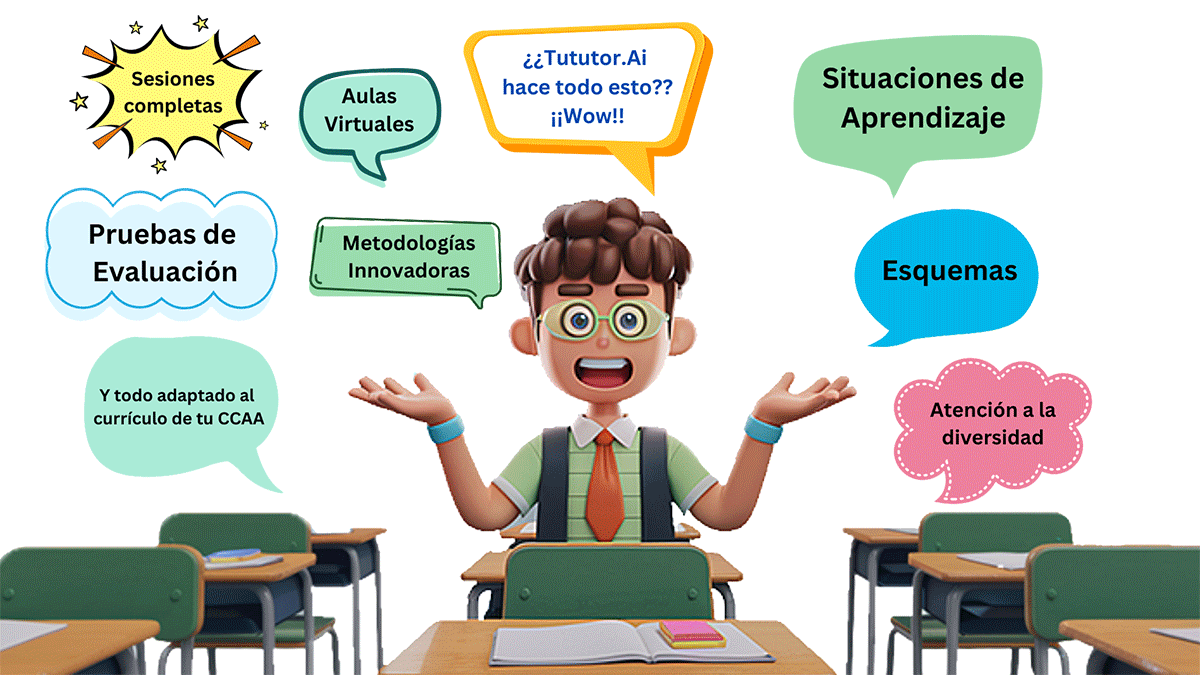 Sesiones
completas
Aulas
Virtuales
¿¿Tututor.Ai
hace todo esto??
¡¡Wow!!
Situaciones de
Aprendizaje
Pruebas de
Evaluación
Metodologías
Innovadoras
Esquemas
Y todo adaptado al
currículo de tu CCAA
Atención a la
diversidad